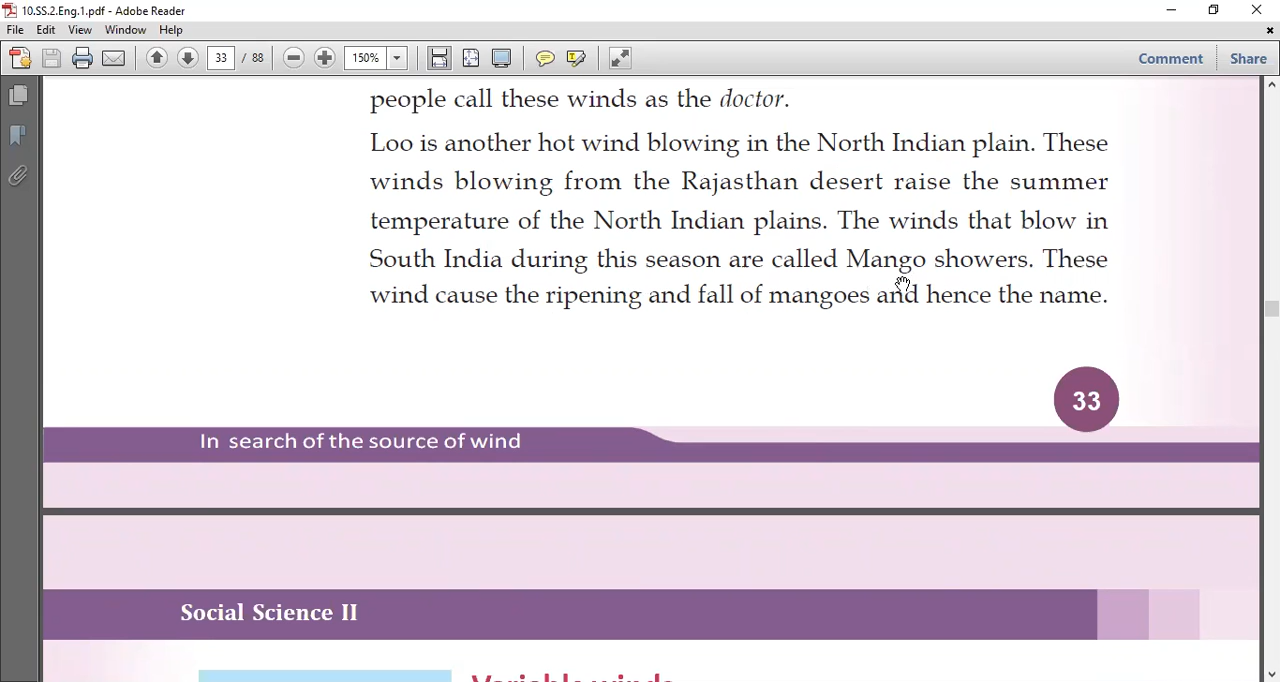 10.SS.2.Eng.1.pdf - Adobe Reader
File Edit View Window Help
33 / 88 150% Comment Share
people call these winds as the doctor.
Loo is another hot wind blowing in the North Indian plain. These
winds blowing from the Rajasthan desert raise the summer
temperature of the North Indian plains. The winds that blow in
South India during this season are called Mango showers. These
wind cause the ripening and fall of mangoes and hence the name.
33
In search of the source of wind
Social Science II
Variable winds